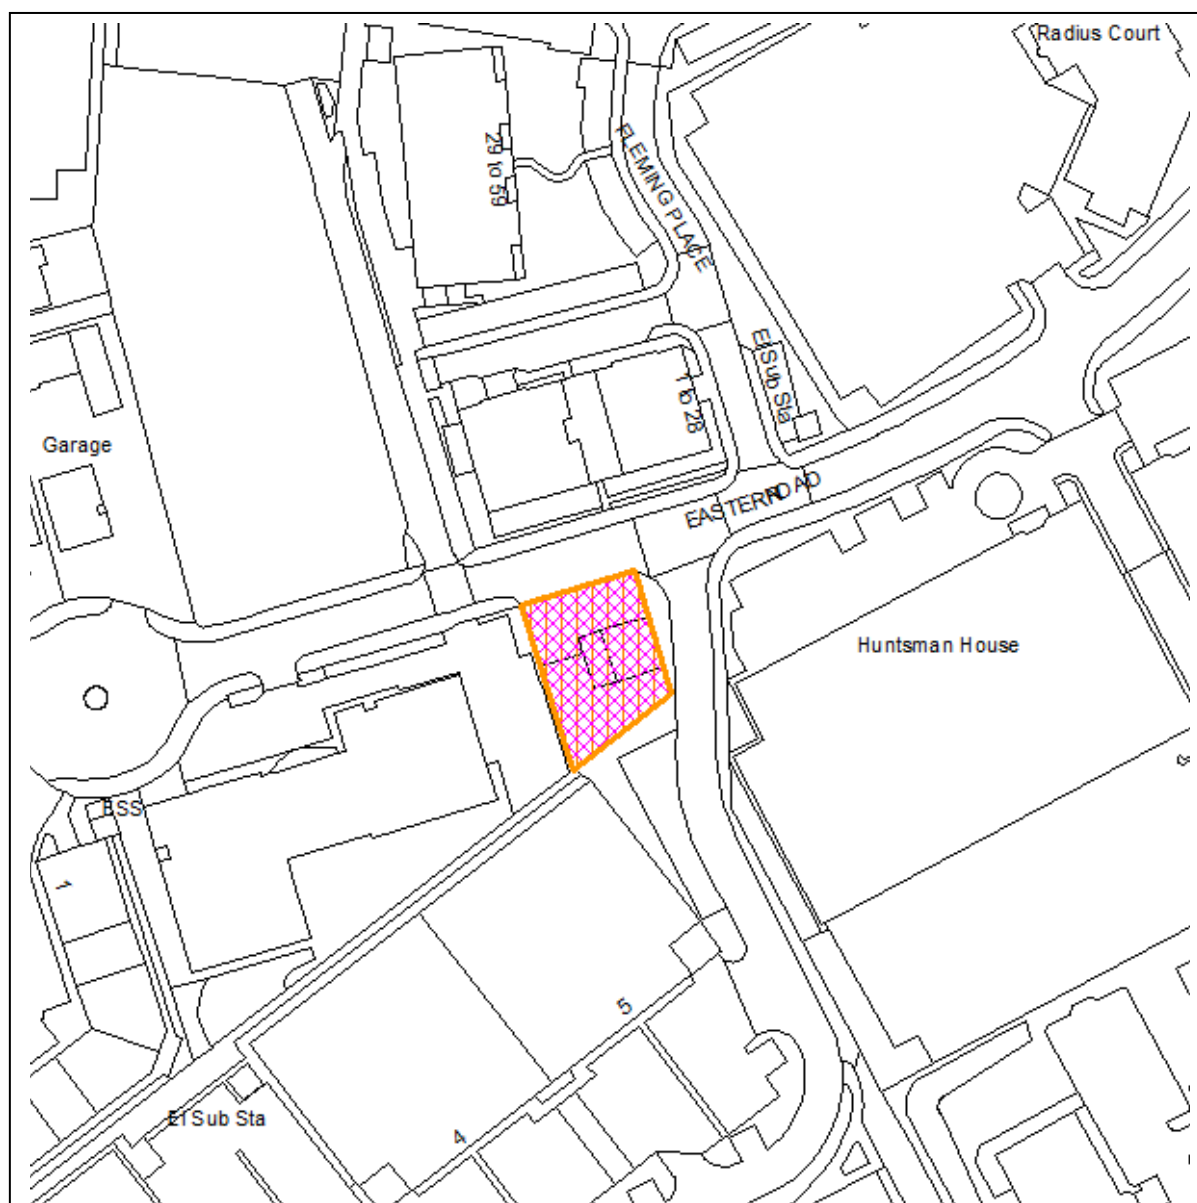 Radius Court
29 to 59
FLEMING PLACE
El Sub Sta
1 to 28
Garage
EASTERN ROAD
Huntsman House
ESS
1
5
4
El Sub Sta